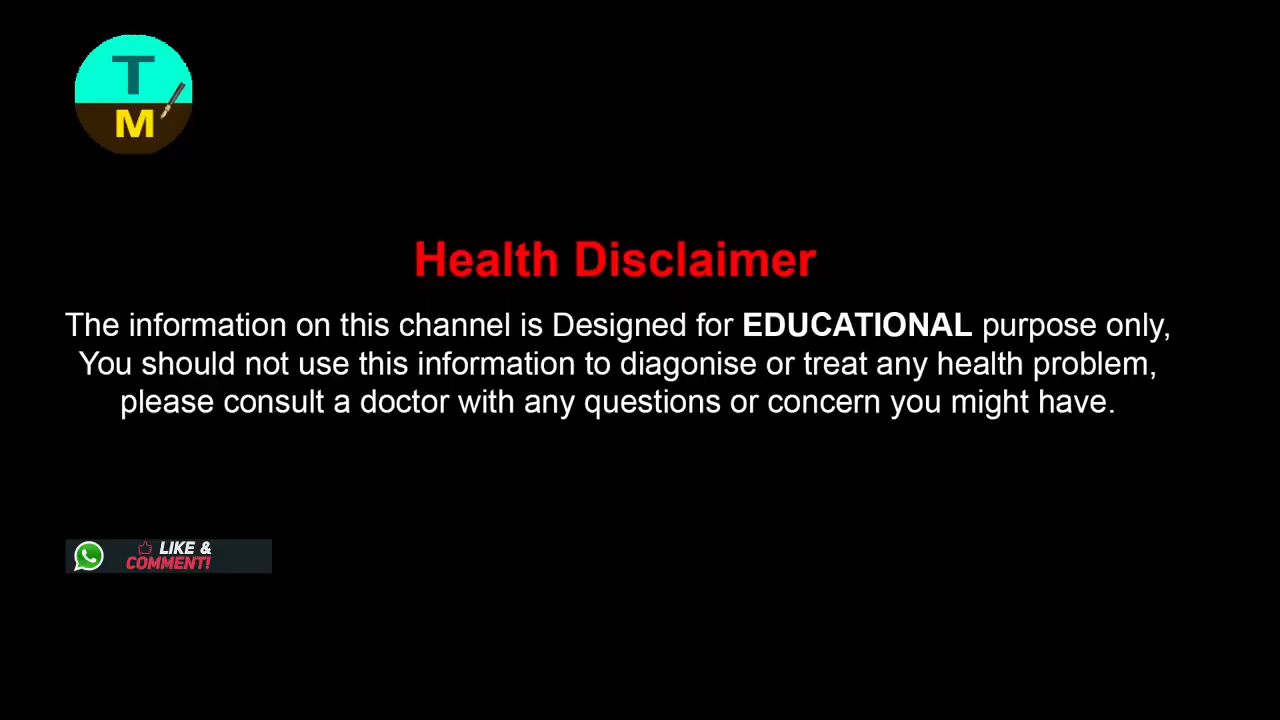 T
M
Health Disclaimer
The information on this channel is Designed for EDUCATIONAL purpose only,
You should not use this information to diagonise or treat any health problem,
please consult a doctor with any questions or concern you might have.
LIKE &
COMMENT!